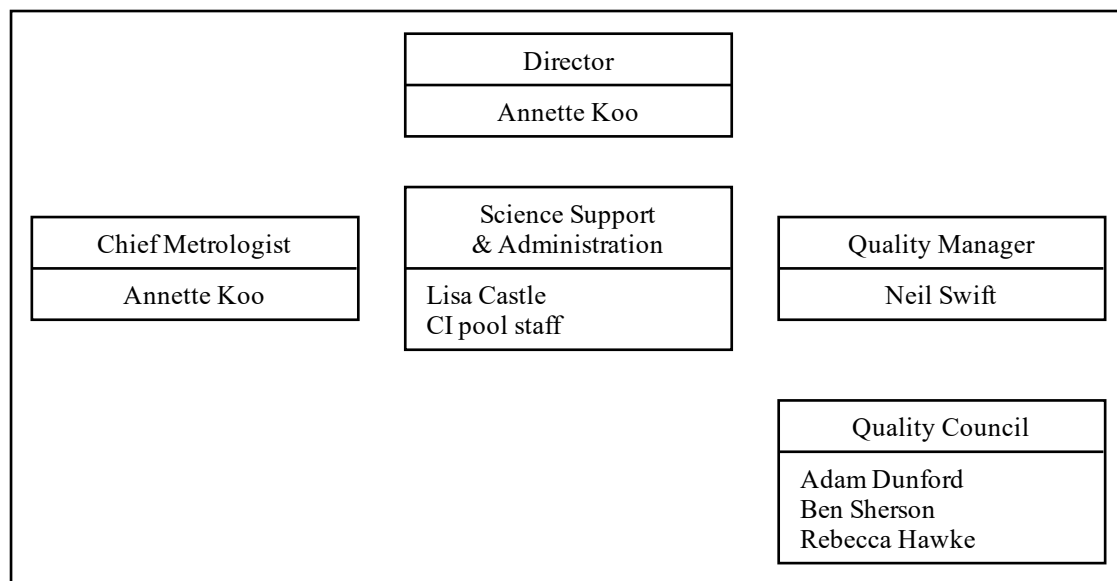 Director
Annette Koo
Chief Metrologist
Annette Koo
Science Support
& Administration
Lisa Castle
CI pool staff
Quality Manager
Neil Swift
Quality Council
Adam Dunford
Ben Sherson
Rebecca Hawke